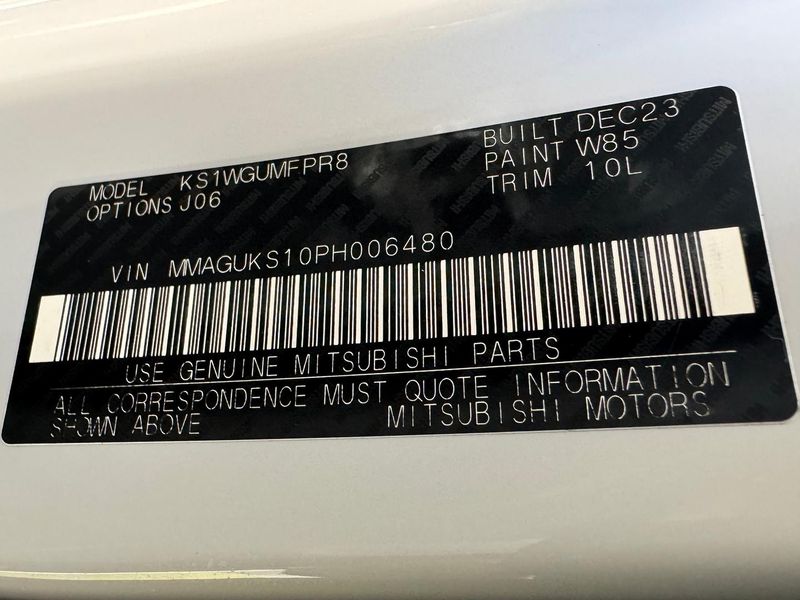 MODEL KS1WGUMFPR8
OPTIONS J06
BUILT DEC23
PAINT W85
TRIM 10L
VIN MMAGUKS10PH006480
USE GENUINE MITSUBISHI PARTS
ALL CORRESPONDENCE MUST QUOTE INFORMATION
SHOWN ABOVE MITSUBISHI MOTORS